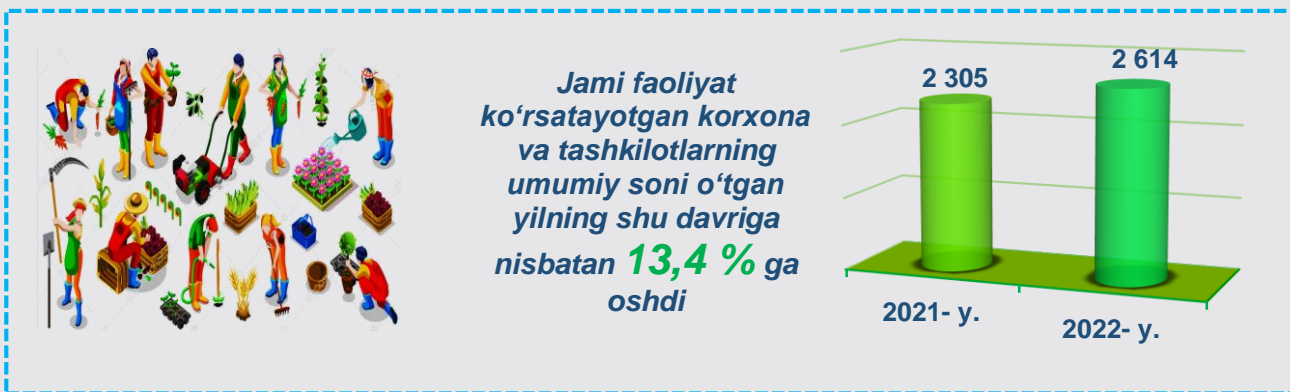 Jami faoliyat
ko‘rsatayotgan korxona
va tashkilotlarning
umumiy soni o‘tgan
yilning shu davriga
nisbatan 13,4 % ga
oshdi
2 305
2 614
2021- y.
2022- y.